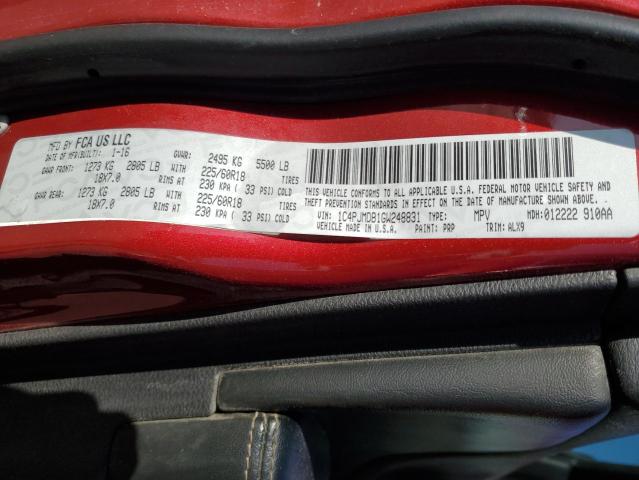 MFD BY FCA US LLC
DATE OF MFR(BUILT): 1-16 GVWR: 2495 KG 5500 LB
GAWR FRONT: 1273 KG 2805 LB WITH 225/60R18 TIRES
18X7.0 RIMS AT 230 KPA ( 33 PSI) COLD
GAWR REAR: 1273 KG 2805 LB WITH 225/60R18 TIRES
18X7.0 RIMS AT 230 KPA ( 33 PSI) COLD
THIS VEHICLE CONFORMS TO ALL APPLICABLE U.S.A. FEDERAL MOTOR VEHICLE SAFETY AND
THEFT PREVENTION STANDARDS IN EFFECT ON THE DATE OF MANUFACTURE SHOWN ABOVE.
VIN: 1C4PJMDB1GW248831 TYPE: MPV MDH:012222 910AA
VEHICLE MADE IN U.S.A. PAINT: PRP TRIM: ALX9